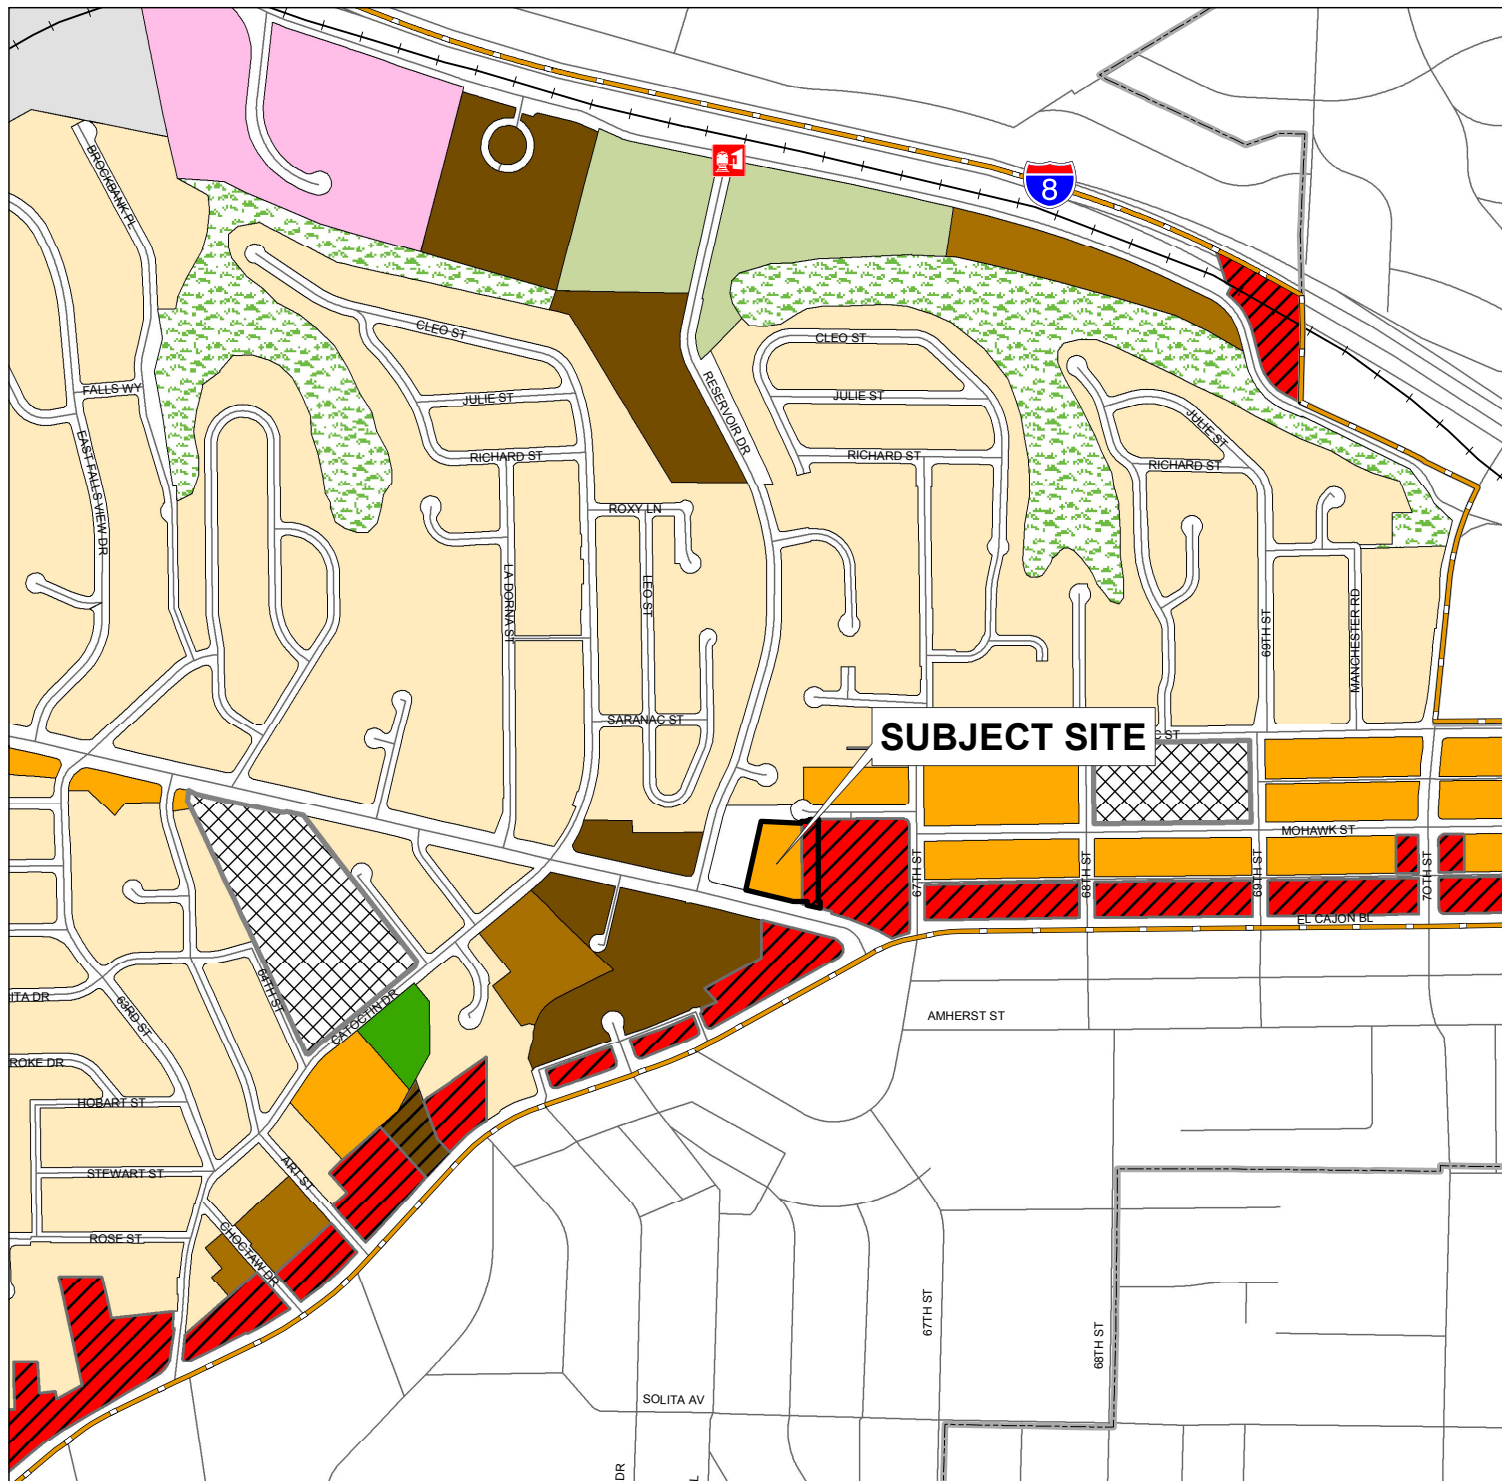 BROCKBANK PL
8
CLEO ST
CLEO ST
FALLS WY
JULIE ST
RESERVOIR DR
JULIE ST
JULIE ST
EAST FALLS VIEW DR
RICHARD ST
RICHARD ST
RICHARD ST
ROXY LN
LA DORNA ST
LEO ST
69TH ST
MANCHESTER RD
SARANAC ST
SUBJECT SITE
C ST
MOHAWK ST
67TH ST
68TH ST
69TH ST
70TH ST
EL CAJON BL
ITA DR
63RD ST
64TH ST
CATOCTIN DR
AMHERST ST
ROKE DR
HOBART ST
STEWART ST
ART ST
ROSE ST
CHOCTAW DR
67TH ST
68TH ST
SOLITA AV
DR
L